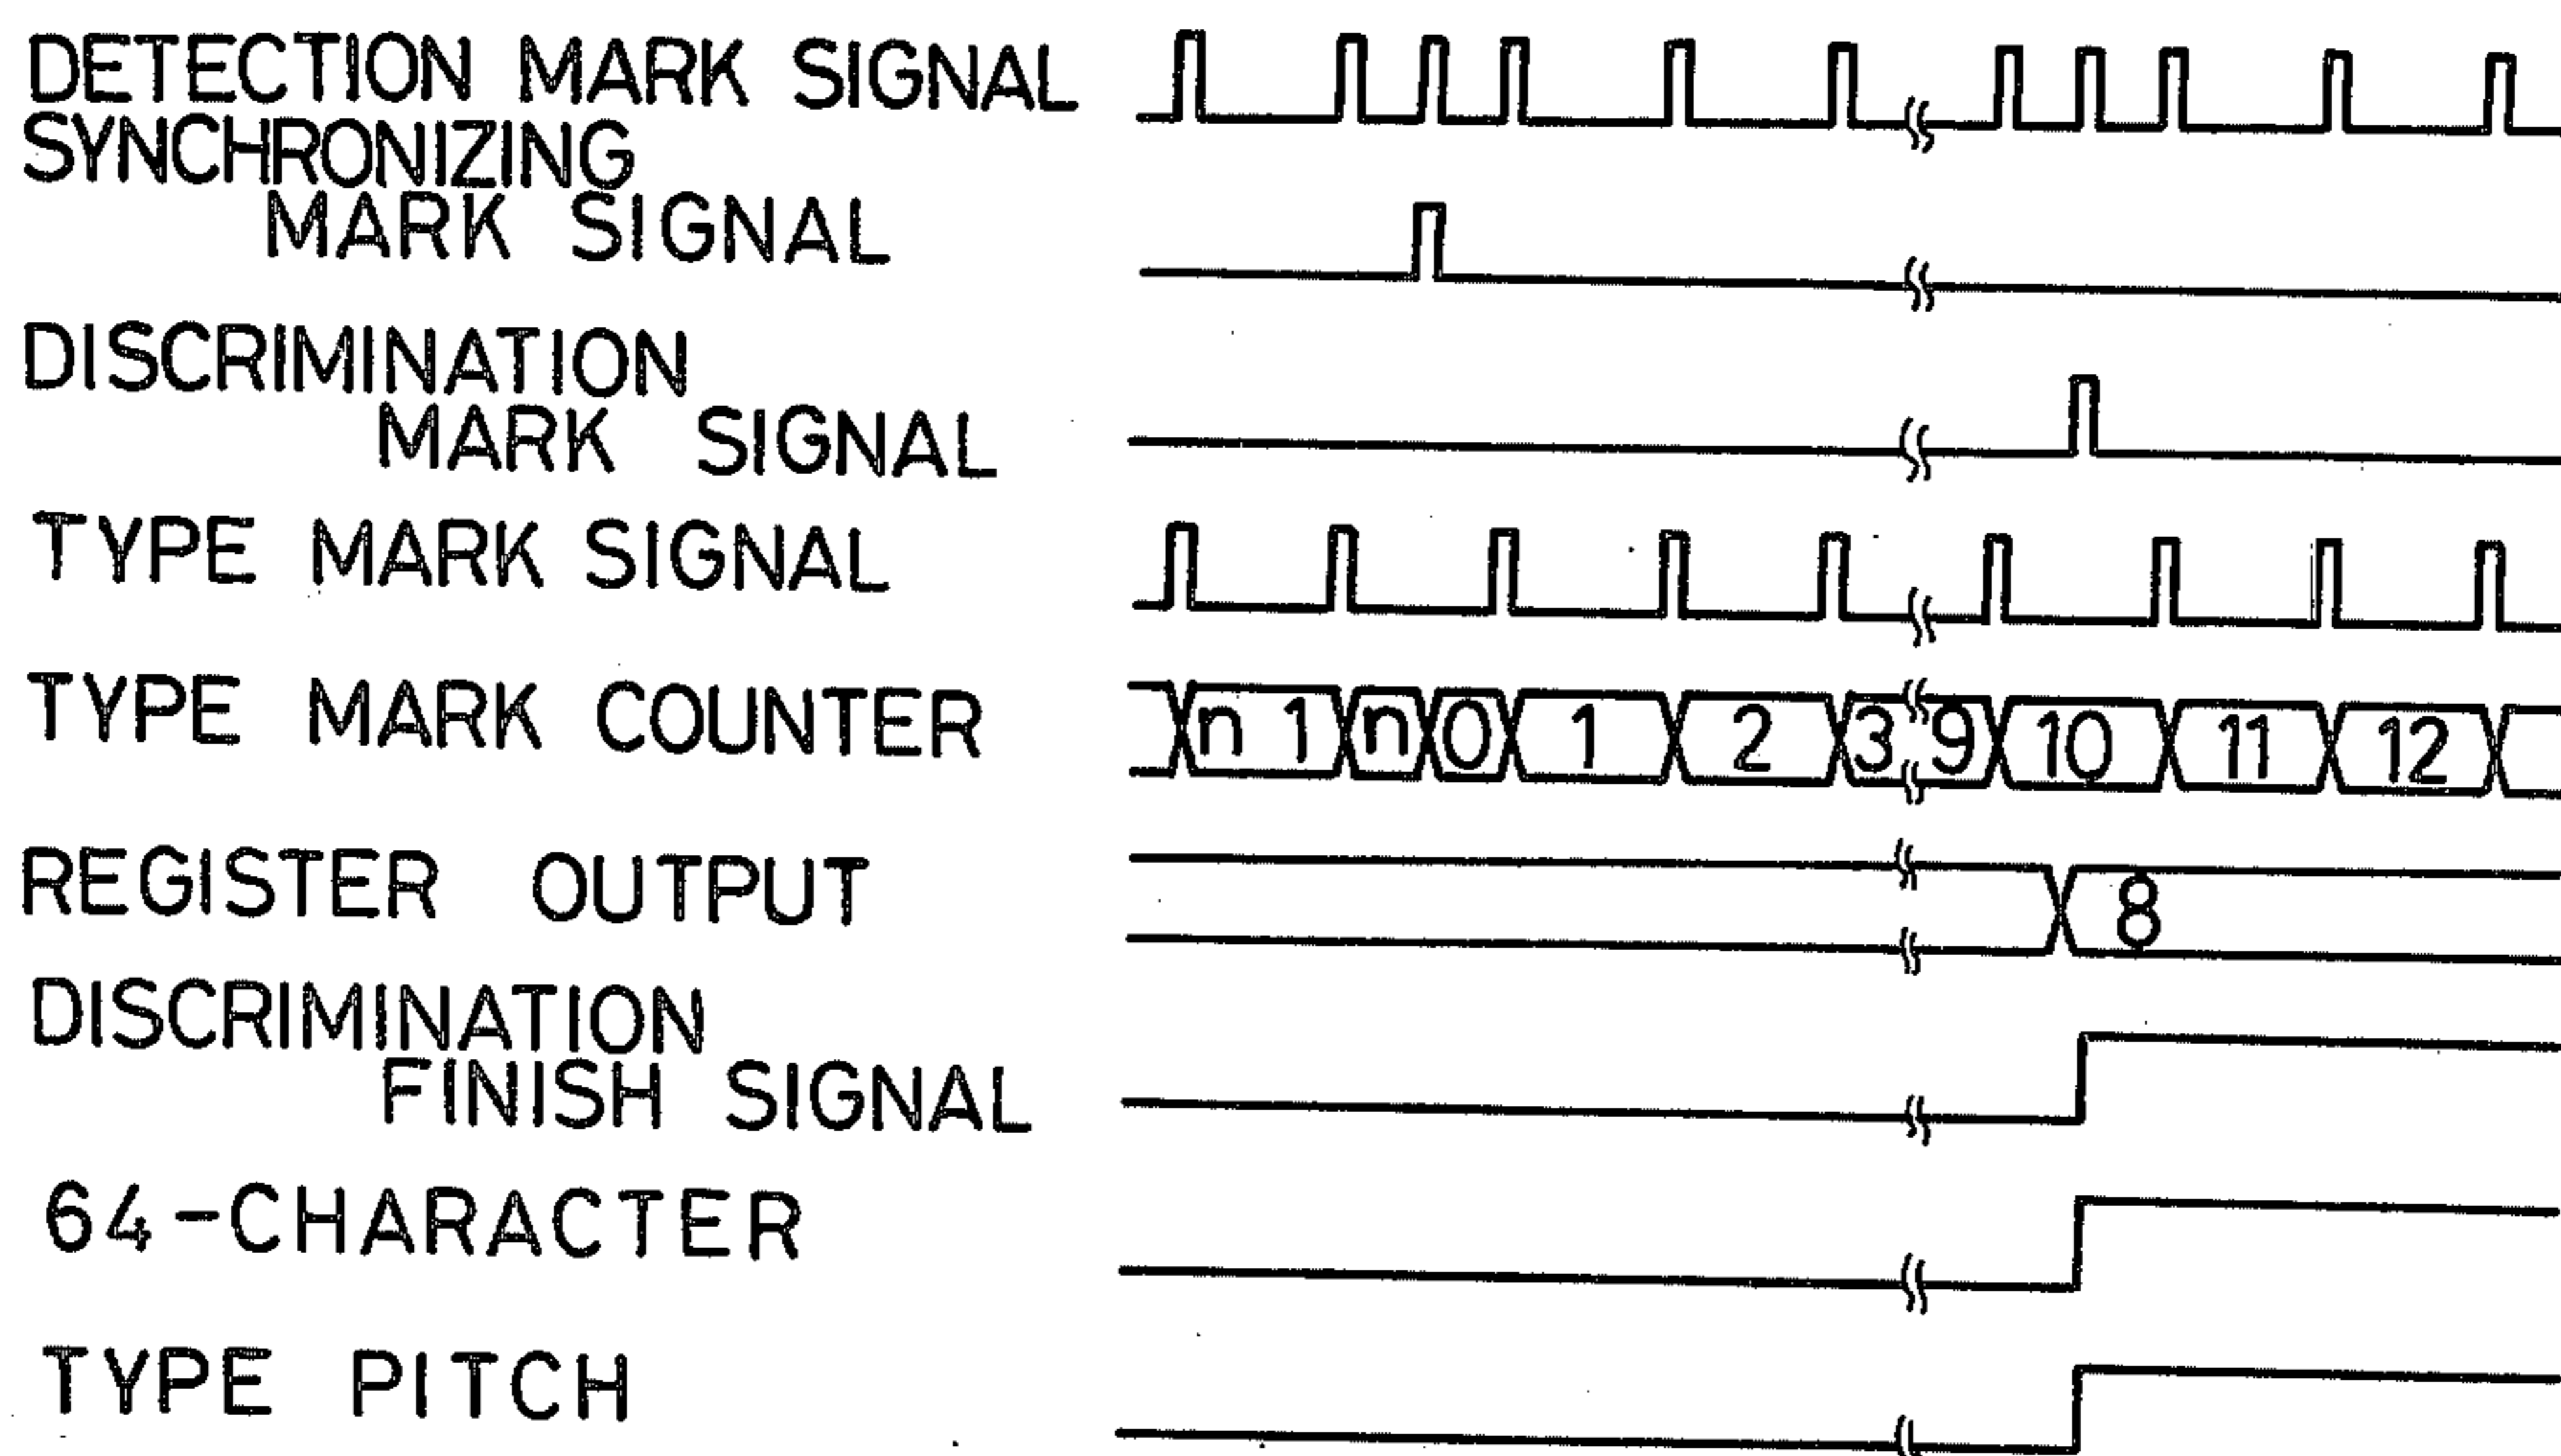 DETECTION MARK SIGNAL
SYNCHRONIZING
MARK SIGNAL
DISCRIMINATION
MARK SIGNAL
TYPE MARK SIGNAL
TYPE MARK COUNTER n 1 n 0 1 2 3 9 10 11 12
REGISTER OUTPUT 8
DISCRIMINATION
FINISH SIGNAL
64-CHARACTER
TYPE PITCH